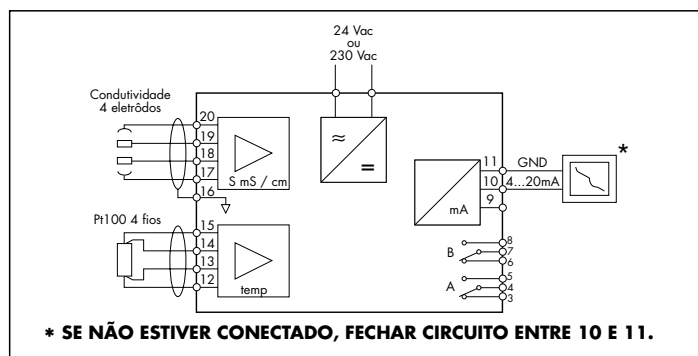 24 Vac
ou
230 Vac
Condutividade
4 eletrôdos
20
19
18
17
16
S mS / cm
≈
=
11
GND
10
4...20mA
9
mA
*
Pt100 4 fios
15
14
13
12
temp
8
B
7
6
5
A
4
3
* SE NÃO ESTIVER CONECTADO, FECHAR CIRCUITO ENTRE 10 E 11.